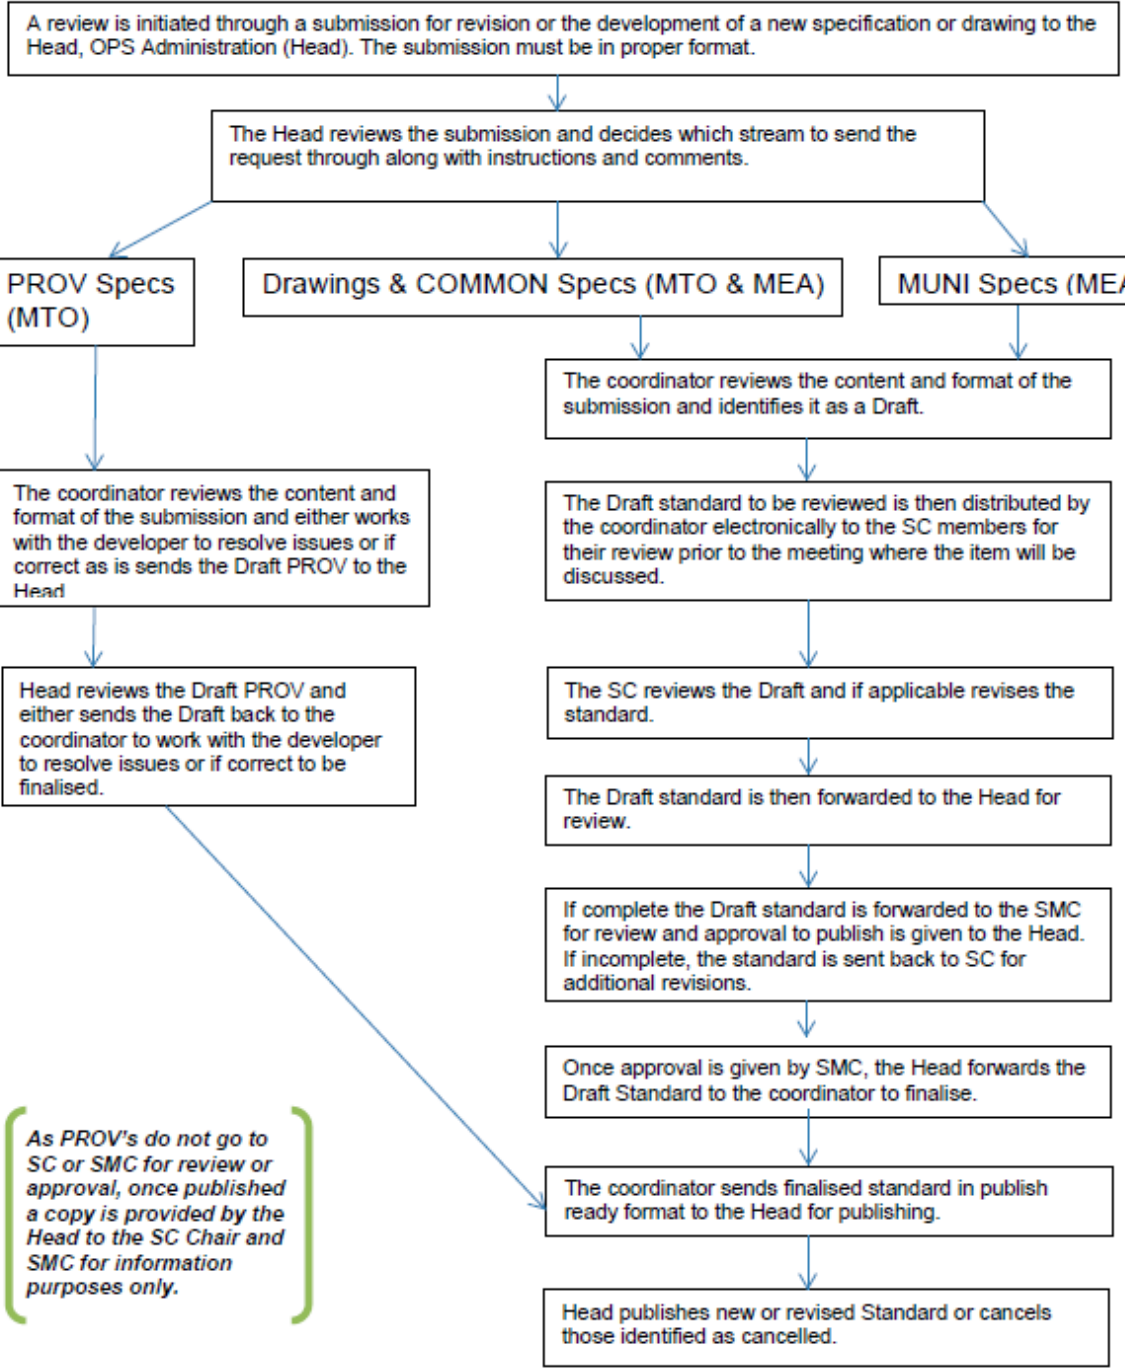 A review is initiated through a submission for revision or the development of a new specification or drawing to the
Head, OPS Administration (Head). The submission must be in proper format.
The Head reviews the submission and decides which stream to send the
request through along with instructions and comments.
PROV Specs
(MTO)
Drawings & COMMON Specs (MTO & MEA)
MUNI Specs (MEA
The coordinator reviews the content and format of the
submission and identifies it as a Draft.
The coordinator reviews the content and
format of the submission and either works
with the developer to resolve issues or if
correct as is sends the Draft PROV to the
Head
The Draft standard to be reviewed is then distributed by
the coordinator electronically to the SC members for
their review prior to the meeting where the item will be
discussed.
Head reviews the Draft PROV and
either sends the Draft back to the
coordinator to work with the developer
to resolve issues or if correct to be
finalised.
The SC reviews the Draft and if applicable revises the
standard.
The Draft standard is then forwarded to the Head for
review.
If complete the Draft standard is forwarded to the SMC
for review and approval to publish is given to the Head.
If incomplete, the standard is sent back to SC for
additional revisions.
Once approval is given by SMC, the Head forwards the
Draft Standard to the coordinator to finalise.
As PROV's do not go to
SC or SMC for review or
approval, once published
a copy is provided by the
Head to the SC Chair and
SMC for information
purposes only.
The coordinator sends finalised standard in publish
ready format to the Head for publishing.
Head publishes new or revised Standard or cancels
those identified as cancelled.